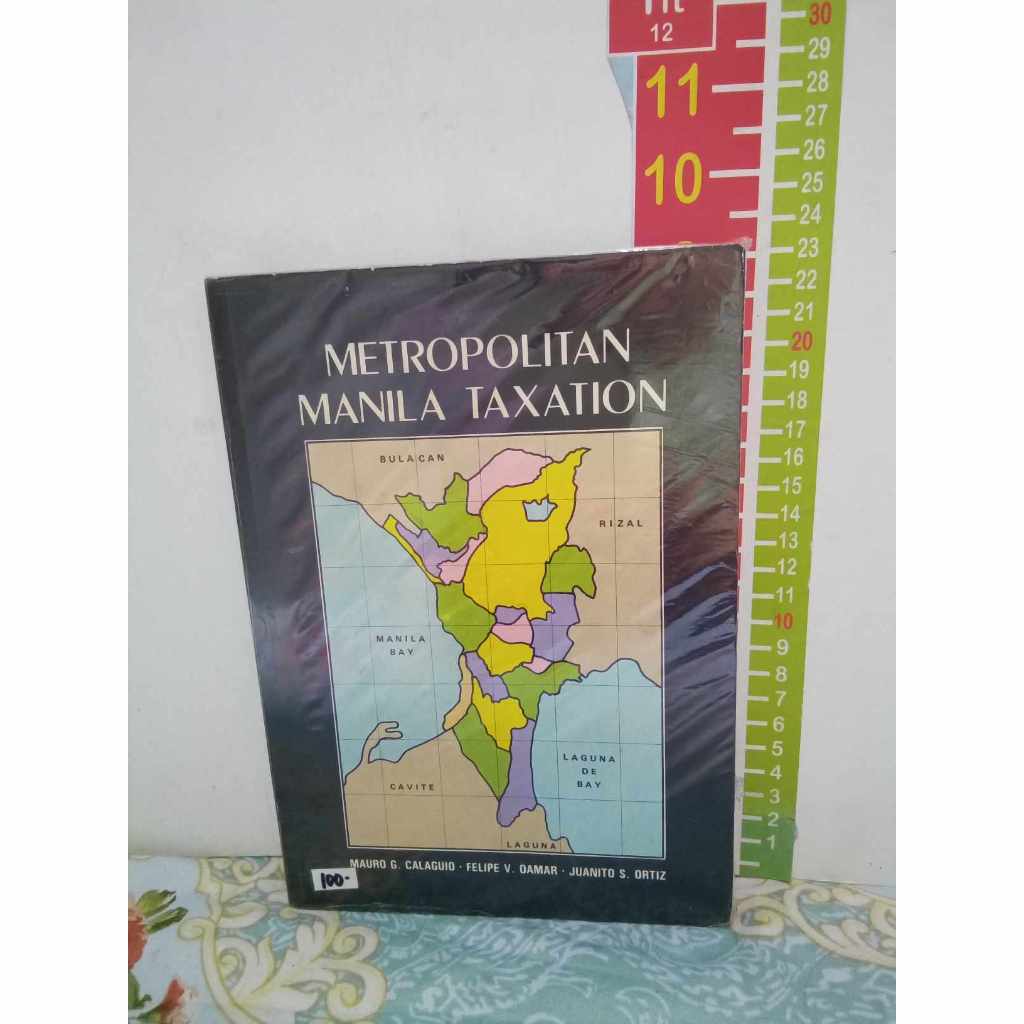 METROPOLITAN
MANILA TAXATION
BULACAN
RIZAL
MANILA
BAY
LAGUNA
DE
BAY
CAVITE
LAGUNA
MAURO G. CALAGUIO · FELIPE V. OAMAR · JUANITO S. ORTIZ
100-
12
11
10
30
29
28
27
26
25
24
23
22
21
20
19
18
17
16
15
14
13
12
11
10
9
8
7
6
5
4
3
2
1